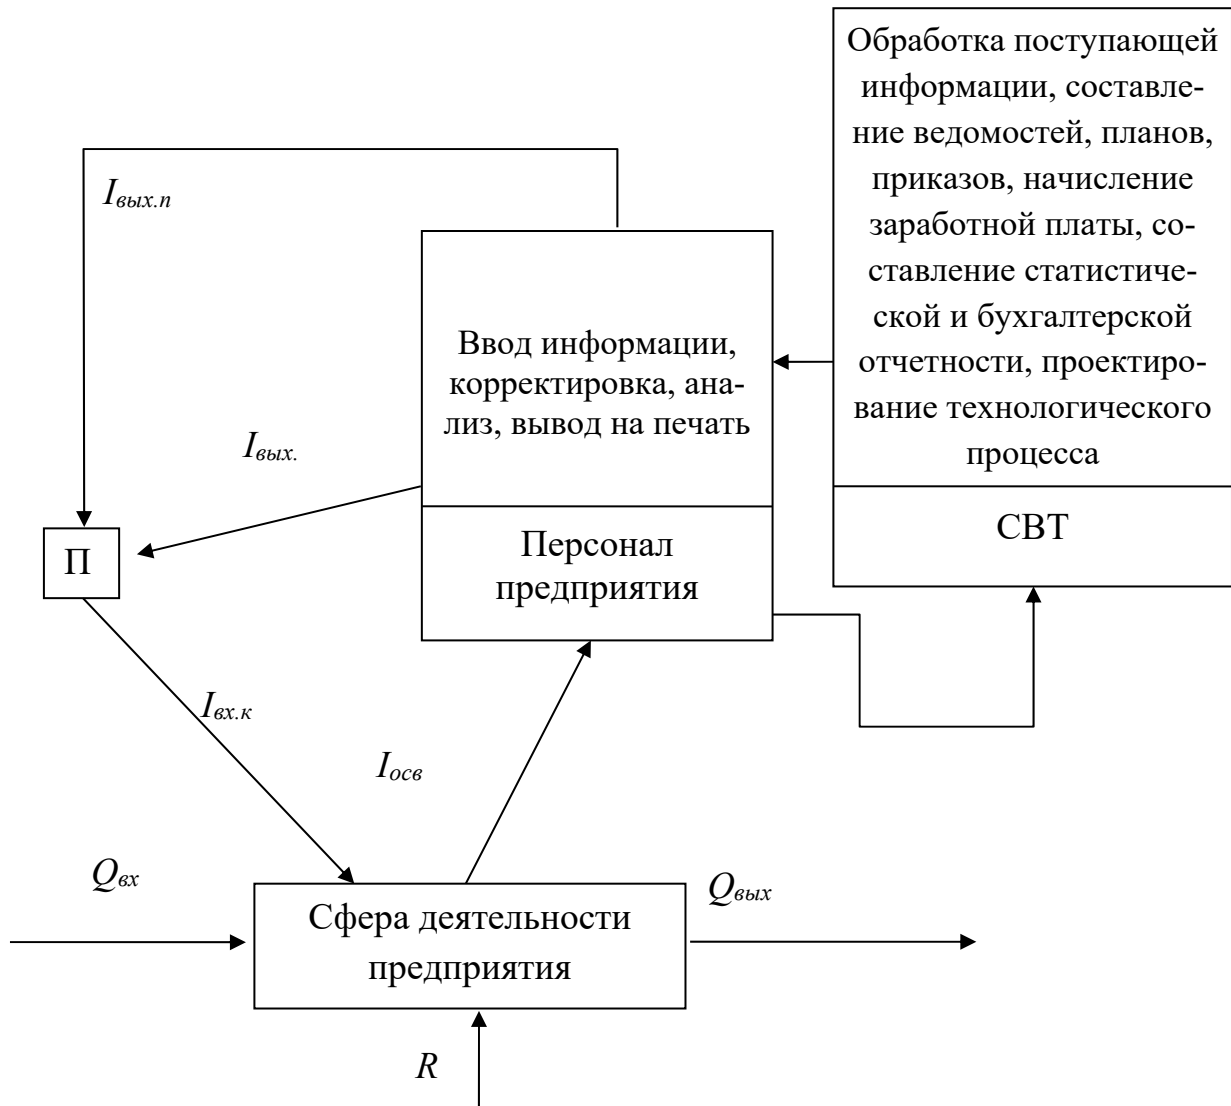 Обработка поступающей
информации, составле-
ние ведомостей, планов,
приказов, начисление
заработной платы, со-
ставление статистиче-
ской и бухгалтерской
отчетности, проектиро-
вание технологического
процесса
СВТ
Iвых.п
Ввод информации,
корректировка, ана-
лиз, вывод на печать
Iвых.
Персонал
предприятия
П
Iвх.к
Iосв
Qвх
Qвых
Сфера деятельности
предприятия
R